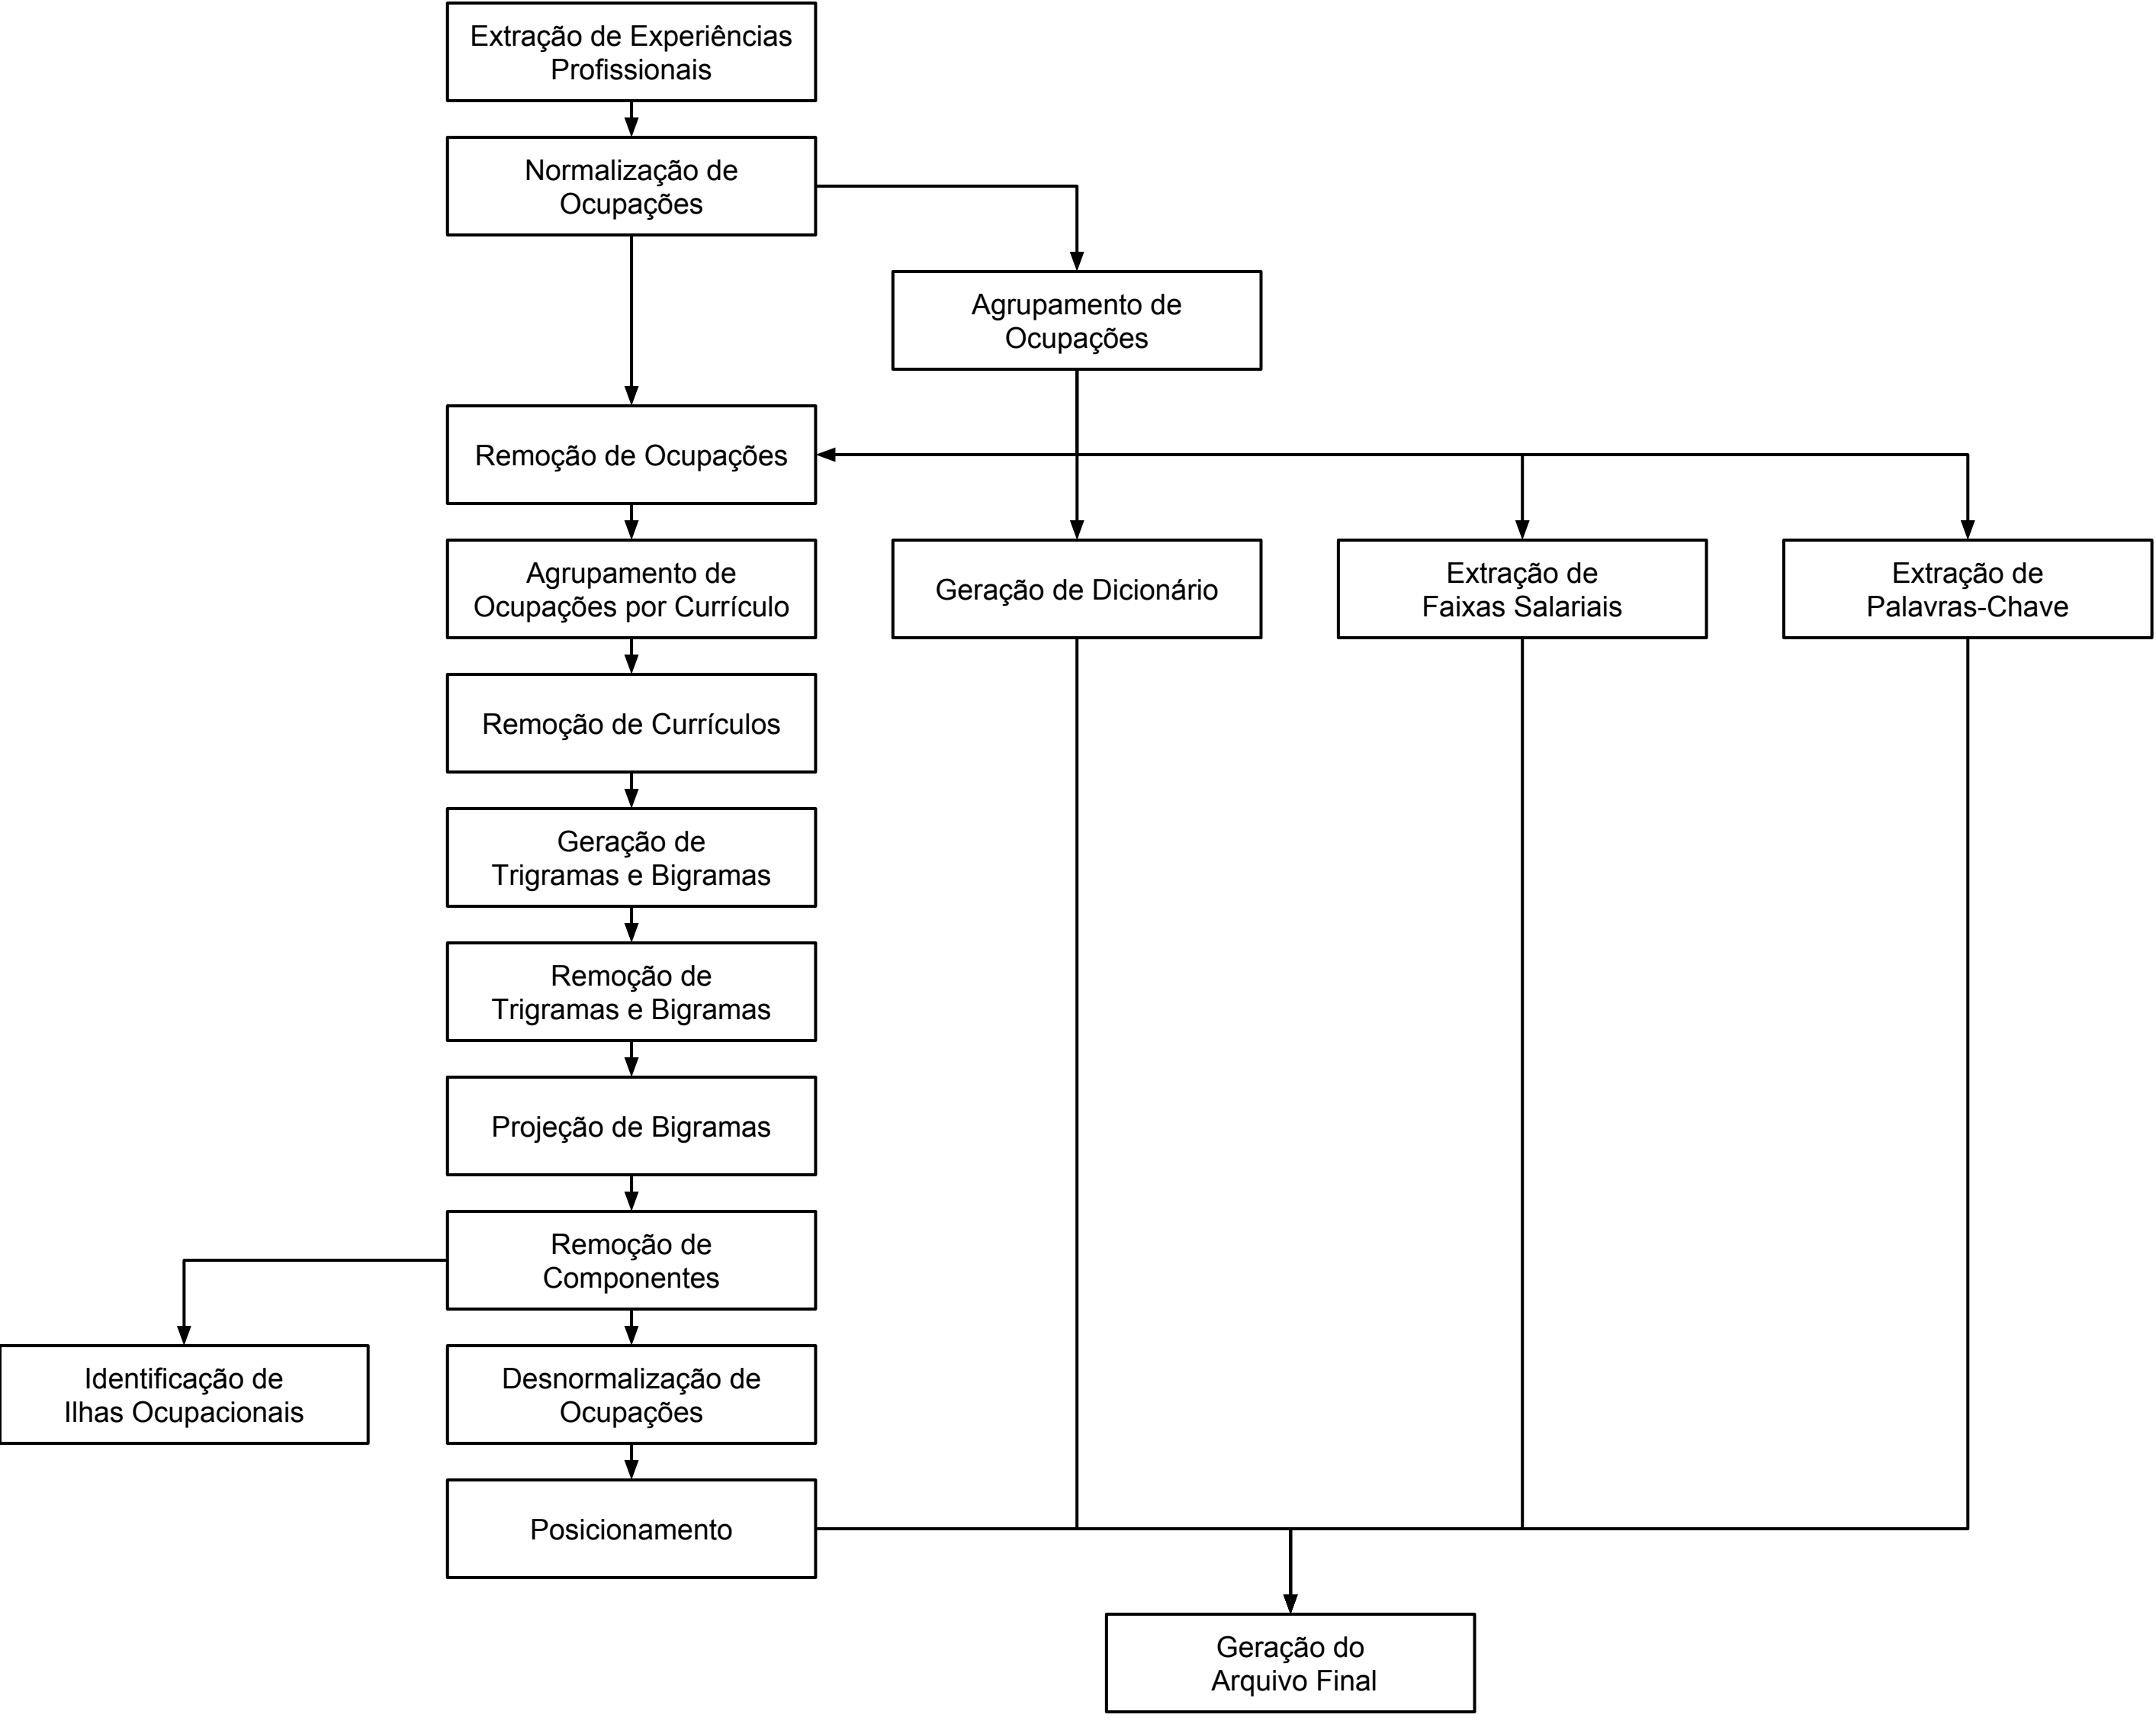 Extração de Experiências
Profissionais
Normalização de
Ocupações
Agrupamento de
Ocupações
Remoção de Ocupações
Agrupamento de
Ocupações por Currículo
Geração de Dicionário
Extração de
Faixas Salariais
Extração de
Palavras-Chave
Remoção de Currículos
Geração de
Trigramas e Bigramas
Remoção de
Trigramas e Bigramas
Projeção de Bigramas
Remoção de
Componentes
Identificação de
Ilhas Ocupacionais
Desnormalização de
Ocupações
Posicionamento
Geração do
Arquivo Final